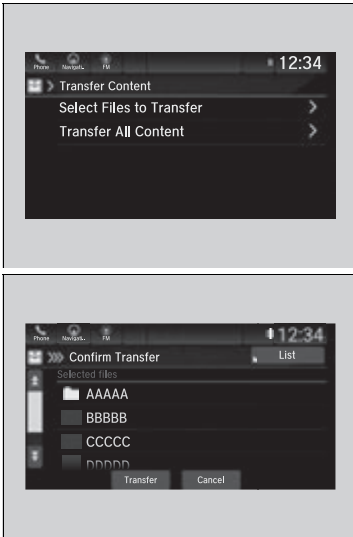 Phone Navigati.. FM 12:34
Transfer Content
Select Files to Transfer
Transfer All Content
Phone Navigati.. FM 12:34
Confirm Transfer List
Selected files
AAAAA
BBBBB
CCCCC
DDDDD
Transfer Cancel